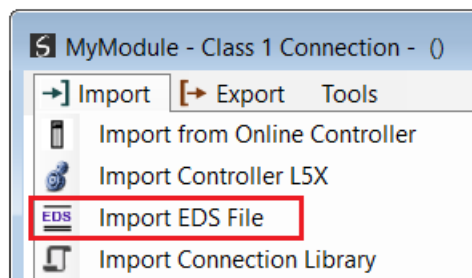 MyModule - Class 1 Connection - ()
Import Export Tools
Import from Online Controller
Import Controller L5X
EDS Import EDS File
Import Connection Library